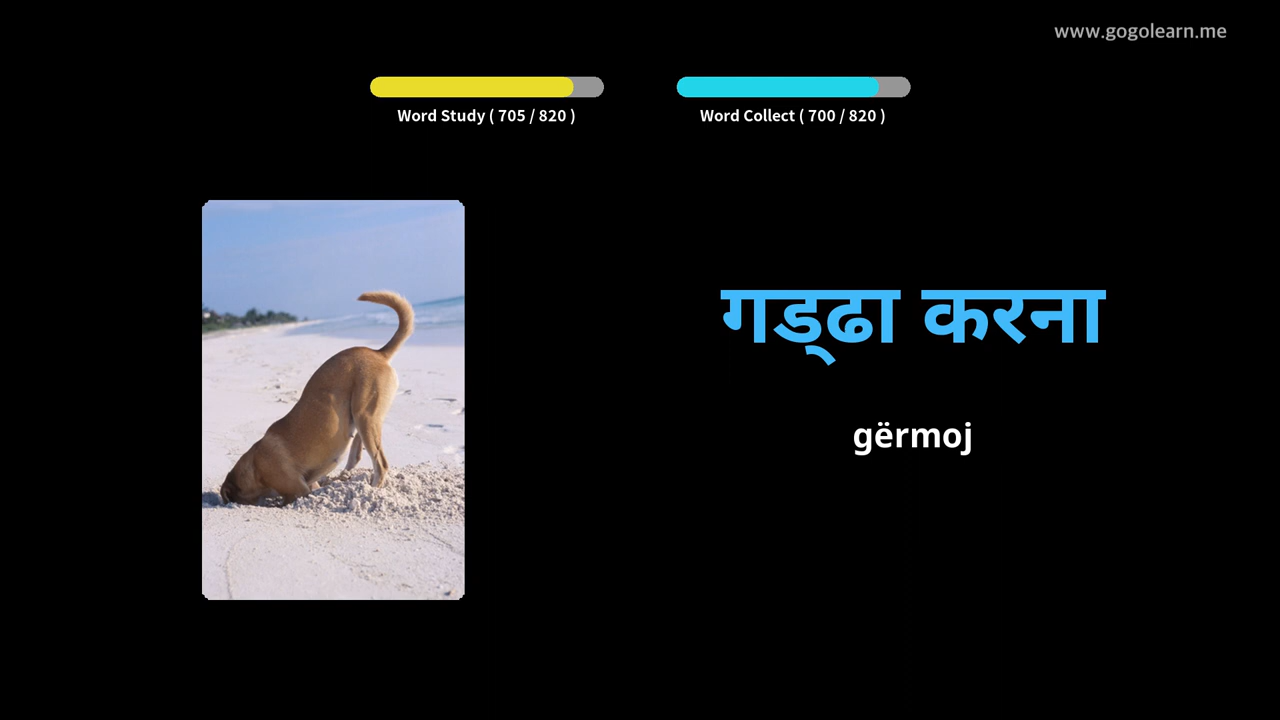 www.gogolearn.me
Word Study ( 705 / 820 )
Word Collect ( 700 / 820 )
गड्ढा करना
gërmoj